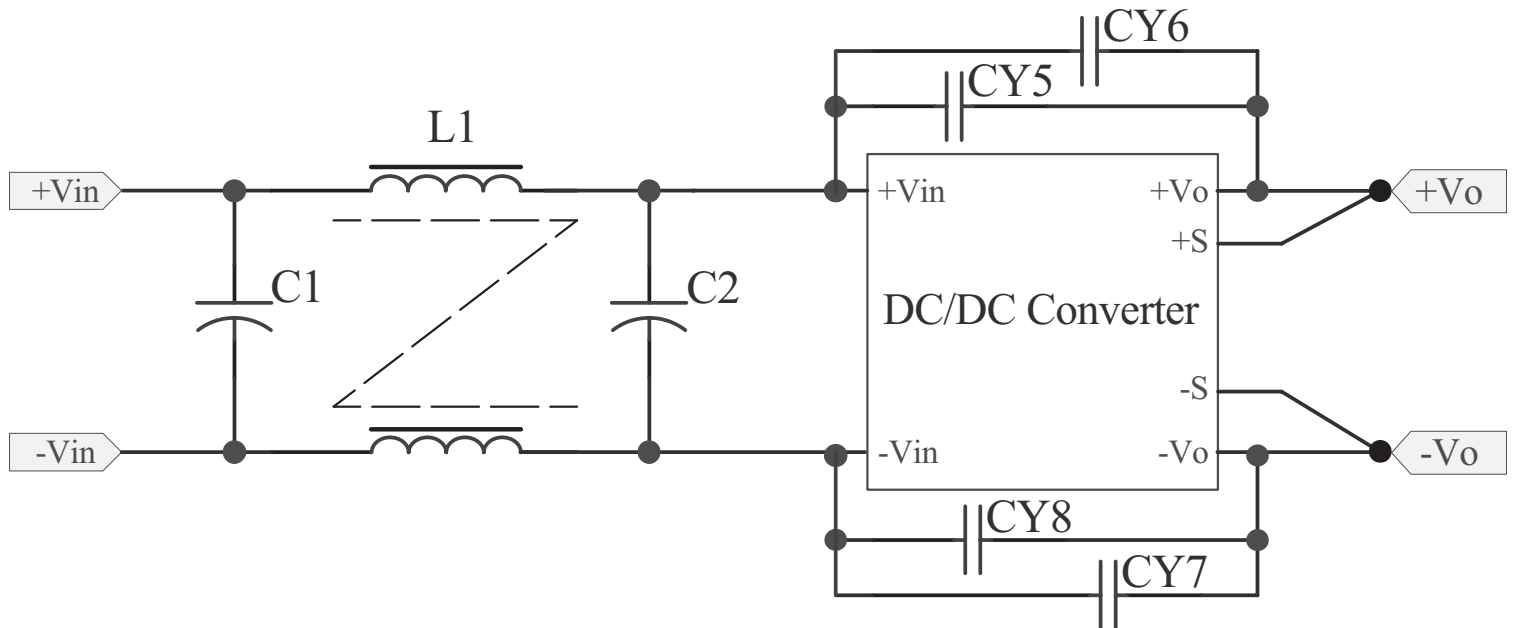 CY6
CY5
L1
+Vin
+Vin
+Vo
+Vo
+S
C1
C2
DC/DC Converter
-S
-Vin
-Vin
-Vo
-Vo
CY8
CY7